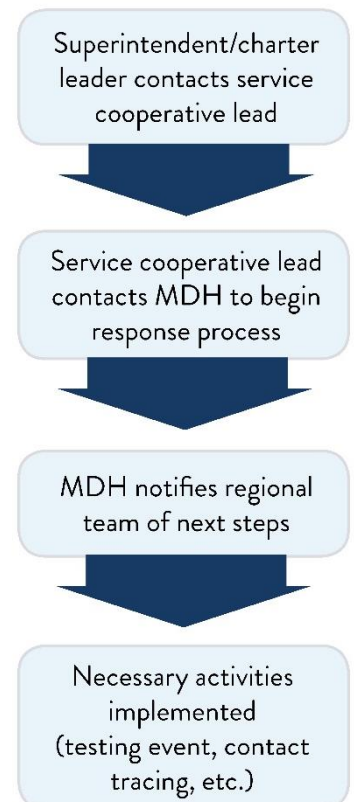 Superintendent/charter
leader contacts service
cooperative lead
Service cooperative lead
contacts MDH to begin
response process
MDH notifies regional
team of next steps
Necessary activities
implemented
(testing event, contact
tracing, etc.)